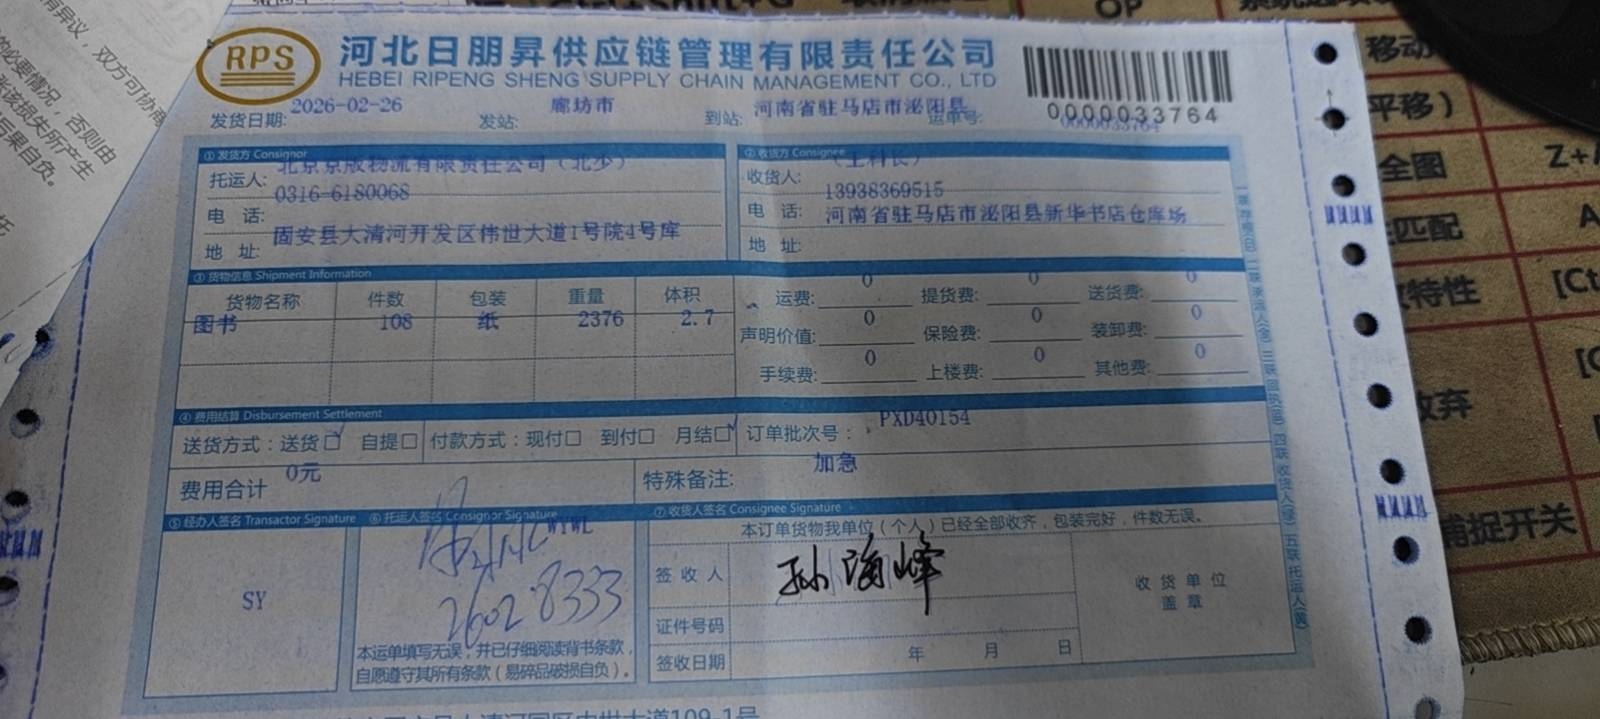 RPS
河北日朋昇供应链管理有限责任公司
HEBEI RIPENG SHENG SUPPLY CHAIN MANAGEMENT CO., LTD
0000033764
发货日期: 2026-02-26 发站: 廊坊市 到站: 河南省驻马店市泌阳县 运单号: 0000033764
① 发货方 Consignor
托运人: 北京京版物流有限责任公司（北少）
电 话: 0316-6180068
地 址: 固安县大清河开发区伟世大道1号院4号库
② 收货方 Consignee
收货人:
电 话: 13938369515
地 址: 河南省驻马店市泌阳县新华书店仓库场
③ 货物信息 Shipment Information
货物名称 件数 包装 重量 体积
图书 108 纸 2376 2.7
运费: 0 提货费: 0 送货费: 0
声明价值: 0 保险费: 0 装卸费: 0
手续费: 0 上楼费: 0 其他费: 0
④ 费用结算 Disbursement Settlement
送货方式：送货☐ 自提☐ 付款方式：现付☐ 到付☐ 月结☐ 订单批次号： PXD40154
费用合计 0元 特殊备注: 加急
⑤ 经办人签名 Transactor Signature
SY
⑥ 托运人签名 Consignor Signature
WYWL
本运单填写无误，并已仔细阅读背书条款，
自愿遵守其所有条款（易碎品破损自负）。
⑦ 收货人签名 Consignee Signature
本订单货物我单位（个人）已经全部收齐，包装完好，件数无误。
签 收 人 孙海峰
证件号码
签收日期 年 月 日
收 货 单 位
盖 章
OP
移动
平移）
全图
匹配
特性
放弃
捕捉开关